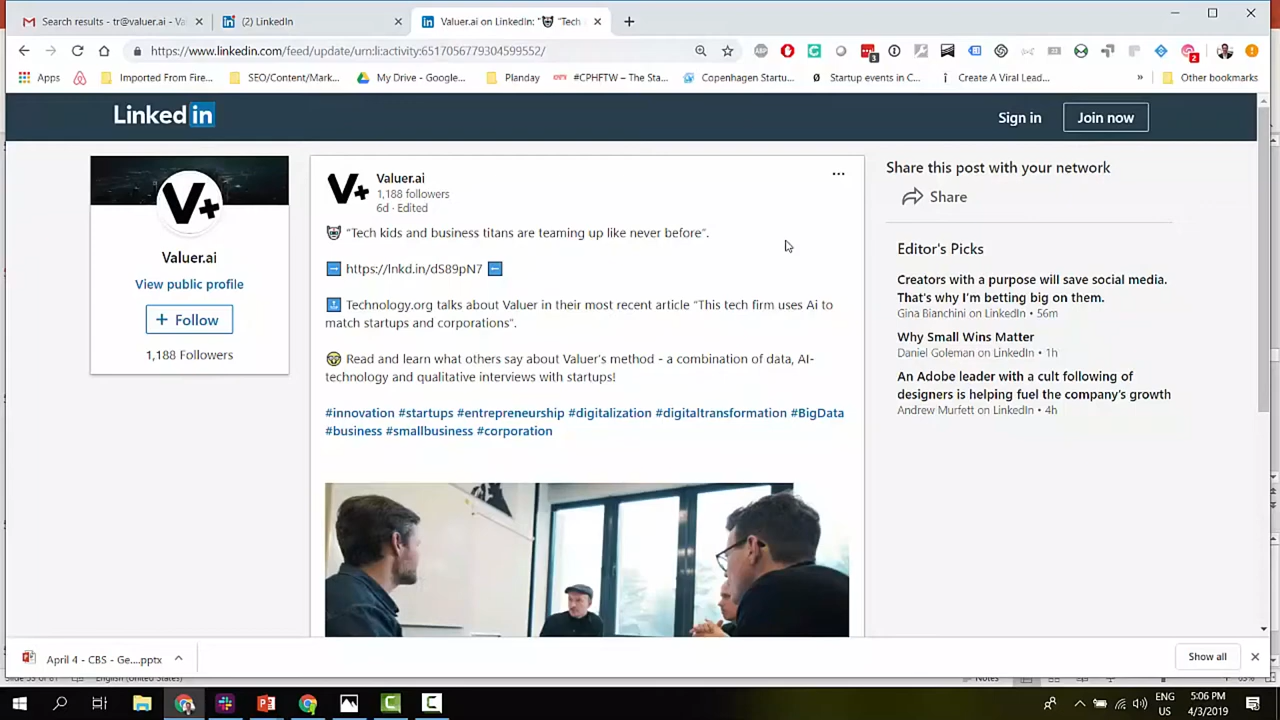 Search results - tr@valuer.ai - Va
(2) LinkedIn
Valuer.ai on LinkedIn: "🐱 "Tech
https://www.linkedin.com/feed/update/urn:li:activity:6517056779304599552/
Apps
Imported From Fire...
SEO/Content/Mark...
My Drive - Google...
Planday
#CPHFTW – The Sta...
Copenhagen Startu...
Startup events in C...
Create A Viral Lead...
»
Other bookmarks
Linked in
Sign in
Join now
Valuer.ai
View public profile
+ Follow
1,188 Followers
Valuer.ai
1,188 followers
6d · Edited
"Tech kids and business titans are teaming up like never before".
https://lnkd.in/dS89pN7
Technology.org talks about Valuer in their most recent article "This tech firm uses Ai to
match startups and corporations".
Read and learn what others say about Valuer's method - a combination of data, AI-
technology and qualitative interviews with startups!
#innovation #startups #entrepreneurship #digitalization #digitaltransformation #BigData
#business #smallbusiness #corporation
Share this post with your network
Share
Editor's Picks
Creators with a purpose will save social media.
That's why I'm betting big on them.
Gina Bianchini on LinkedIn • 56m
Why Small Wins Matter
Daniel Goleman on LinkedIn • 1h
An Adobe leader with a cult following of
designers is helping fuel the company's growth
Andrew Murfett on LinkedIn • 4h
April 4 - CBS - Ge....pptx
Show all
English (United States)
Notes
ENG
US
5:06 PM
4/3/2019